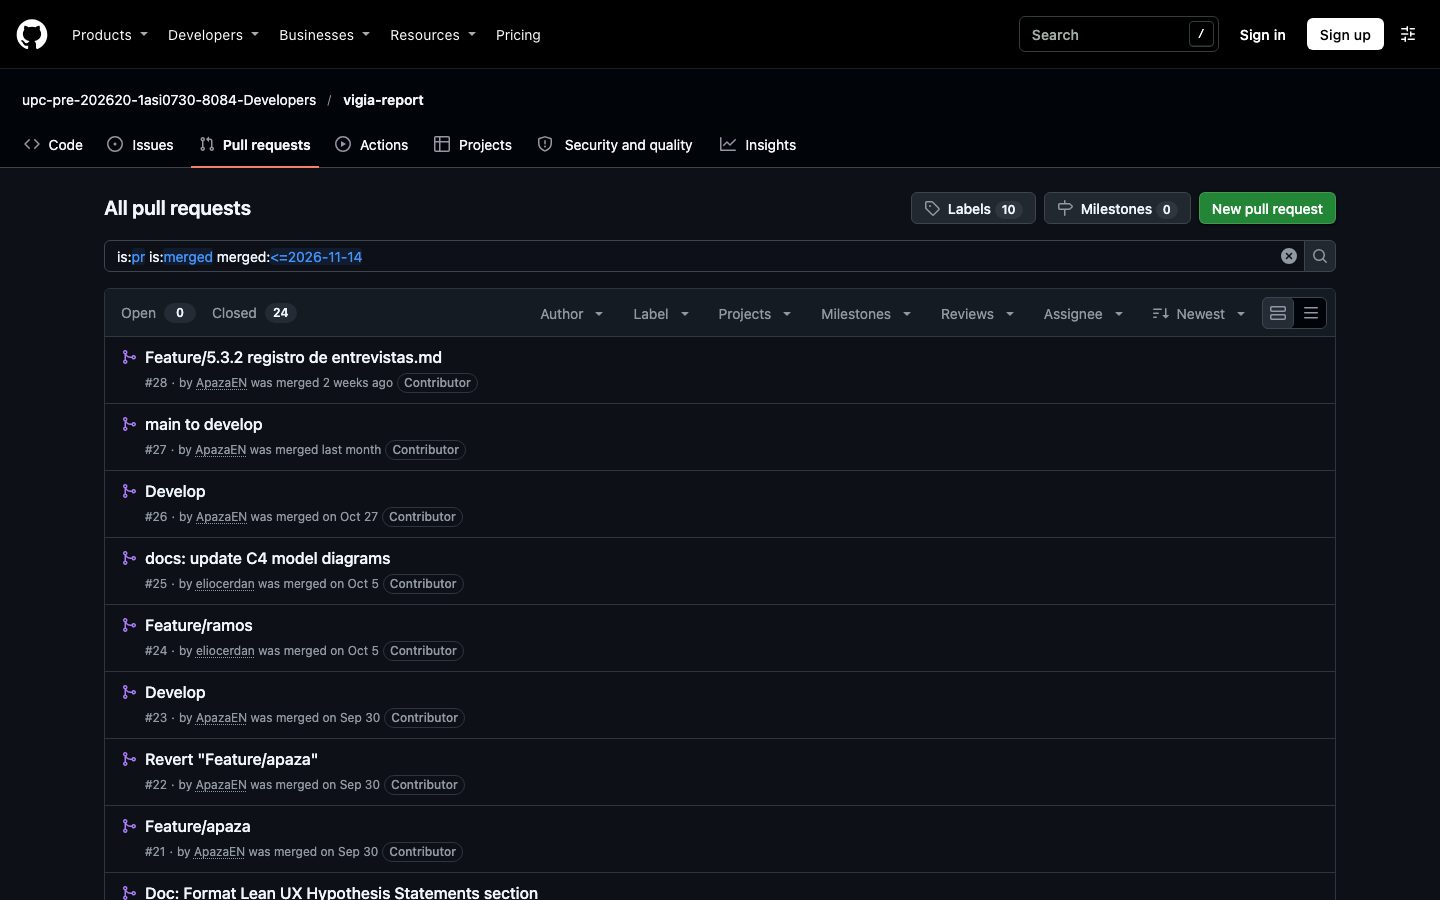 Products Developers Businesses Resources Pricing Search / Sign in Sign up
upc-pre-202620-1asi0730-8084-Developers / vigia-report
Code Issues Pull requests Actions Projects Security and quality Insights
All pull requests Labels 10 Milestones 0 New pull request
is:pr is:merged merged:<=2026-11-14
Open 0 Closed 24 Author Label Projects Milestones Reviews Assignee Newest
Feature/5.3.2 registro de entrevistas.md
#28 · by ApazaEN was merged 2 weeks ago Contributor
main to develop
#27 · by ApazaEN was merged last month Contributor
Develop
#26 · by ApazaEN was merged on Oct 27 Contributor
docs: update C4 model diagrams
#25 · by eliocerdan was merged on Oct 5 Contributor
Feature/ramos
#24 · by eliocerdan was merged on Oct 5 Contributor
Develop
#23 · by ApazaEN was merged on Sep 30 Contributor
Revert "Feature/apaza"
#22 · by ApazaEN was merged on Sep 30 Contributor
Feature/apaza
#21 · by ApazaEN was merged on Sep 30 Contributor
Doc: Format Lean UX Hypothesis Statements section